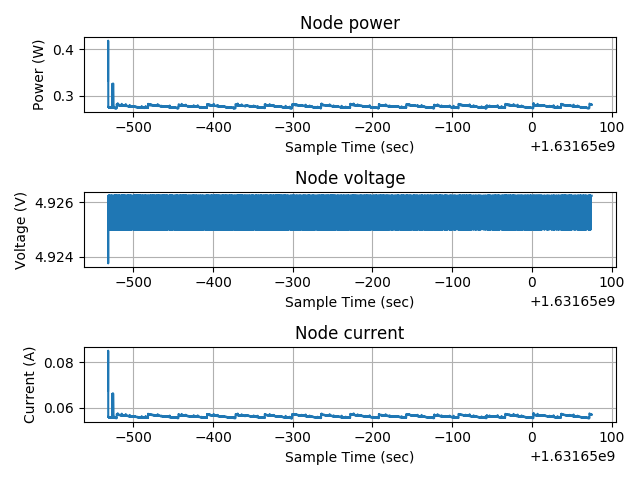 Node power
Power (W)
0.4
0.3
−500 −400 −300 −200 −100 0 100
Sample Time (sec)
+1.63165e9
Node voltage
Voltage (V)
4.926
4.924
−500 −400 −300 −200 −100 0 100
Sample Time (sec)
+1.63165e9
Node current
Current (A)
0.08
0.06
−500 −400 −300 −200 −100 0 100
Sample Time (sec)
+1.63165e9